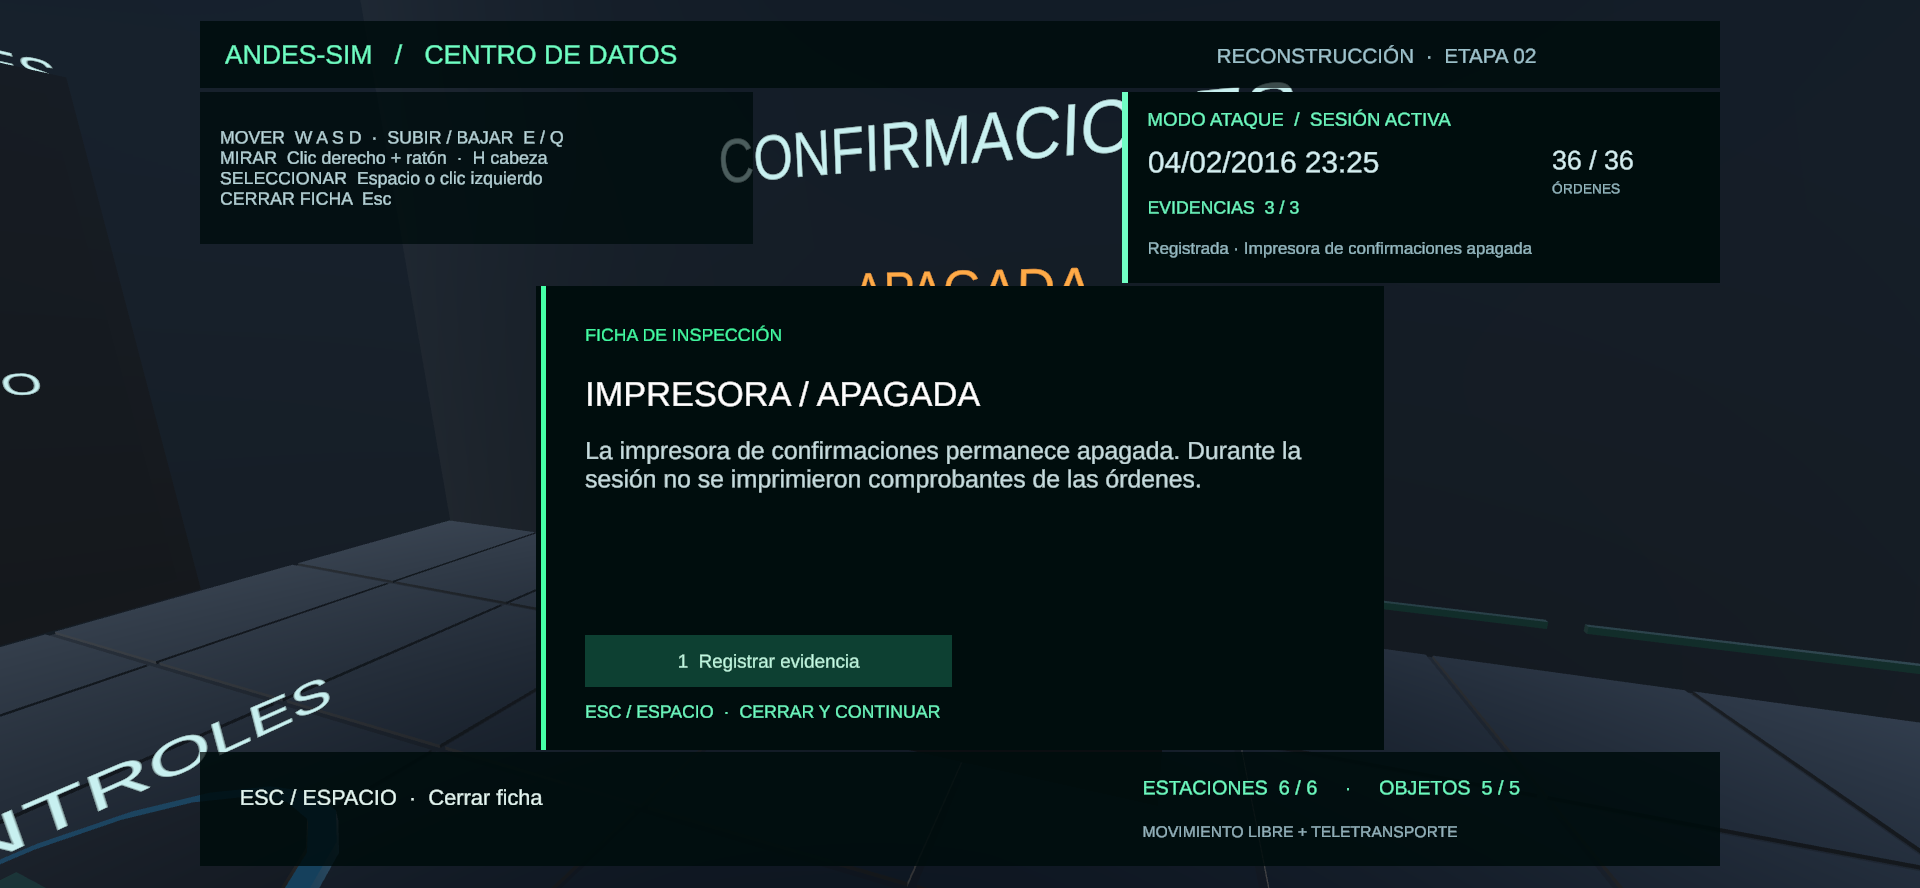 ANDES-SIM / CENTRO DE DATOS
RECONSTRUCCIÓN · ETAPA 02
MOVER W A S D · SUBIR / BAJAR E / Q
MIRAR Clic derecho + ratón · H cabeza
SELECCIONAR Espacio o clic izquierdo
CERRAR FICHA Esc
MODO ATAQUE / SESIÓN ACTIVA
04/02/2016 23:25
36 / 36
ÓRDENES
EVIDENCIAS 3 / 3
Registrada · Impresora de confirmaciones apagada
APAGADA
FICHA DE INSPECCIÓN
IMPRESORA / APAGADA
La impresora de confirmaciones permanece apagada. Durante la
sesión no se imprimieron comprobantes de las órdenes.
1 Registrar evidencia
ESC / ESPACIO · CERRAR Y CONTINUAR
NTROLES
ESC / ESPACIO · Cerrar ficha
ESTACIONES 6 / 6 · OBJETOS 5 / 5
MOVIMIENTO LIBRE + TELETRANSPORTE